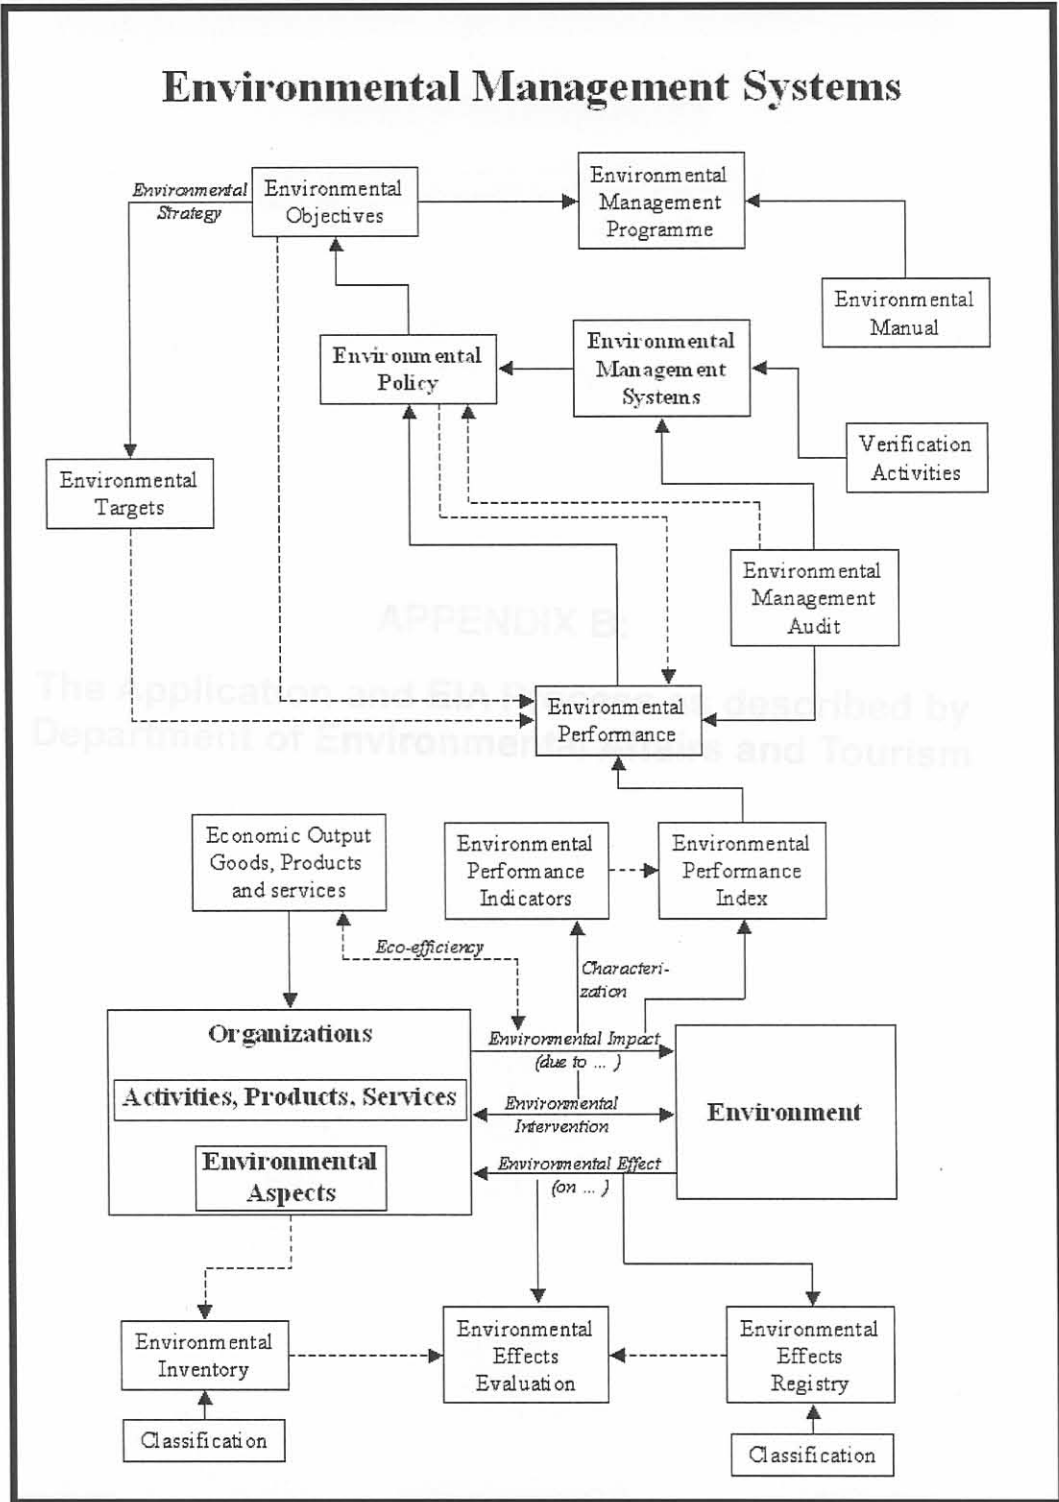 Environmental Management Systems
Environmental
Strategy
Environmental
Objectives
Environmental
Management
Programme
Environmental
Manual
Environmental
Policy
Environmental
Management
Systems
Verification
Activities
Environmental
Targets
Environmental
Management
Audit
APPENDIX B:
The Application and EIA Process as described by
Department of Environmental Affairs and Tourism
Environmental
Performance
Economic Output
Goods, Products
and services
Environmental
Performance
Indicators
Environmental
Performance
Index
Eco-efficiency
Characteri-
zation
Organizations
Activities, Products, Services
Environmental
Aspects
Environmental Impact
(due to ... )
Environmental
Intervention
Environmental Effect
(on ... )
Environment
Environmental
Inventory
Environmental
Effects
Evaluation
Environmental
Effects
Registry
Classification
Classification